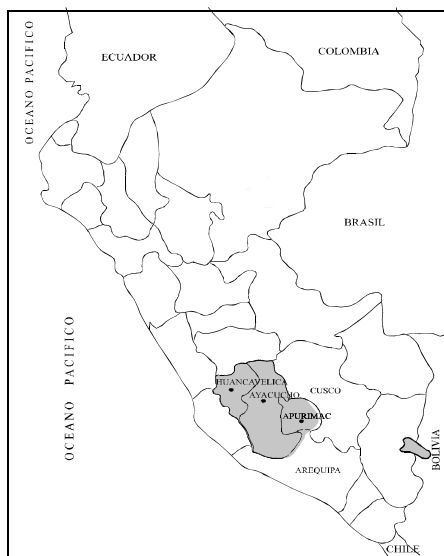 COLOMBIA
ECUADOR
OCEANO PACIFICO
BRASIL
OCEANO PACIFICO
HUANCAVELICA
CUSCO
AYACUCHO
APURIMAC
BOLIVIA
AREQUIPA
CHILE